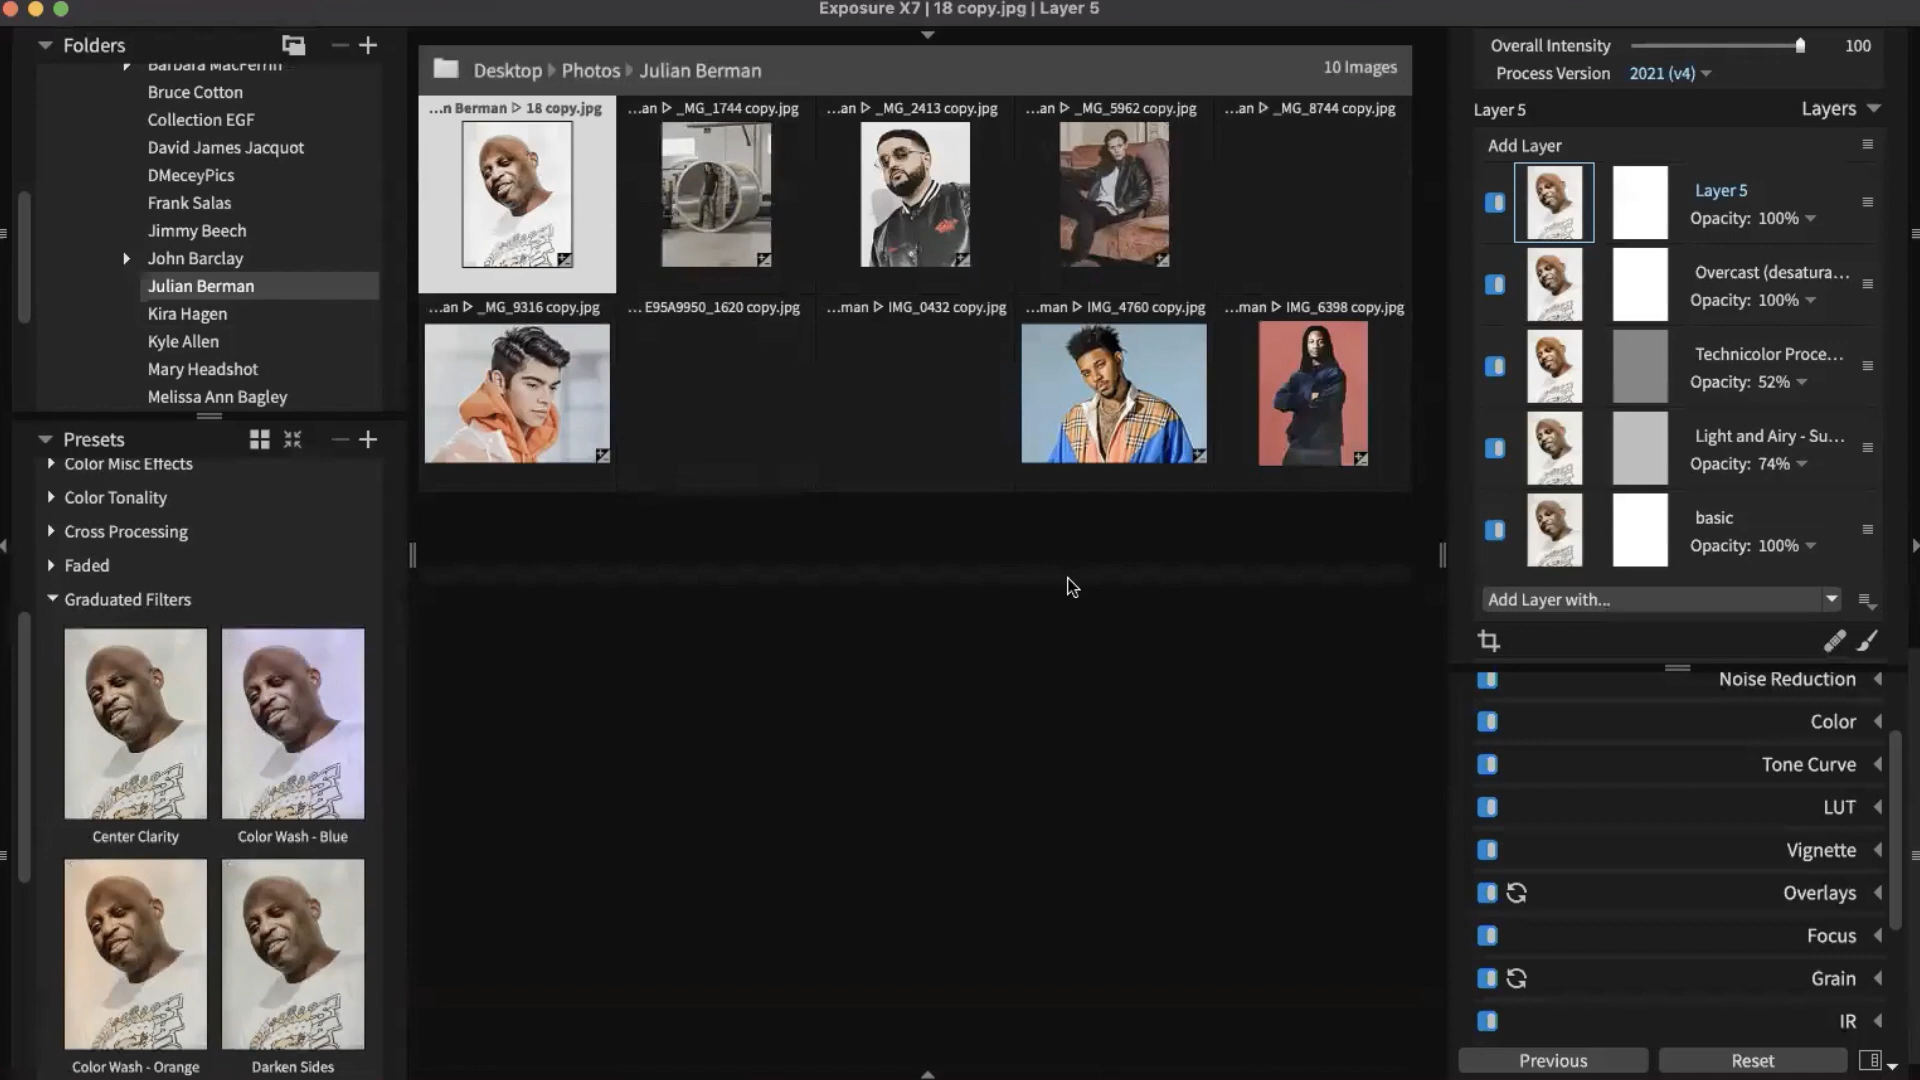 Exposure X7 | 18 copy.jpg | Layer 5
Folders
Barbara MacFerrin
Bruce Cotton
Collection EGF
David James Jacquot
DMeceyPics
Frank Salas
Jimmy Beech
John Barclay
Julian Berman
Kira Hagen
Kyle Allen
Mary Headshot
Melissa Ann Bagley
Presets
Color Misc Effects
Color Tonality
Cross Processing
Faded
Graduated Filters
Center Clarity
Color Wash - Blue
Color Wash - Orange
Darken Sides
Desktop Photos Julian Berman
10 Images
...n Berman ▷ 18 copy.jpg
...an ▷ _MG_1744 copy.jpg
...an ▷ _MG_2413 copy.jpg
...an ▷ _MG_5962 copy.jpg
...an ▷ _MG_8744 copy.jpg
...an ▷ _MG_9316 copy.jpg
... E95A9950_1620 copy.jpg
...man ▷ IMG_0432 copy.jpg
...man ▷ IMG_4760 copy.jpg
...man ▷ IMG_6398 copy.jpg
Overall Intensity 100
Process Version 2021 (v4)
Layer 5 Layers
Add Layer
Layer 5
Opacity: 100%
Overcast (desatura...
Opacity: 100%
Technicolor Proce...
Opacity: 52%
Light and Airy - Su...
Opacity: 74%
basic
Opacity: 100%
Add Layer with...
Noise Reduction
Color
Tone Curve
LUT
Vignette
Overlays
Focus
Grain
IR
Previous Reset